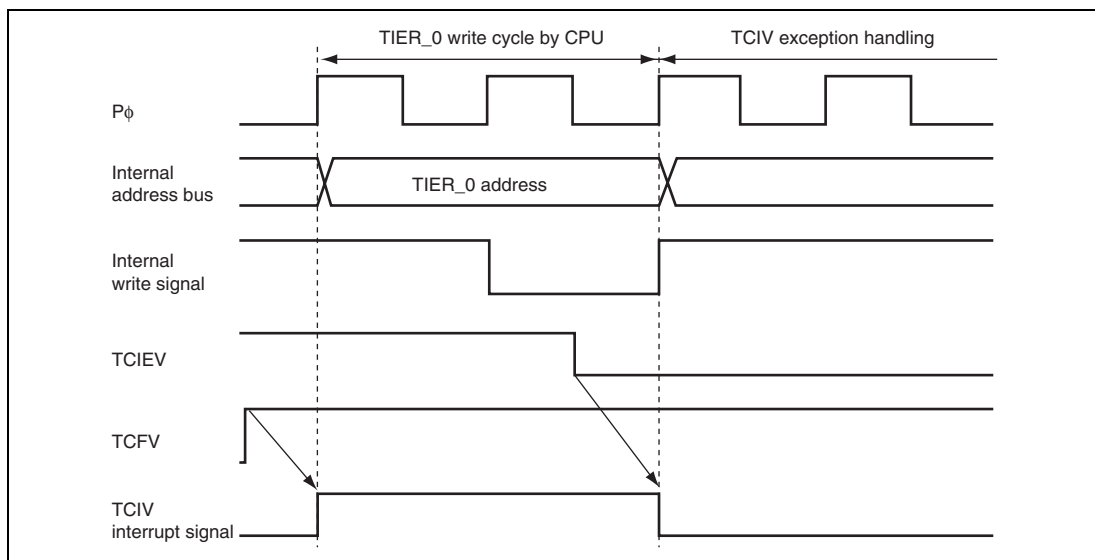 TIER_0 write cycle by CPU
TCIV exception handling
Pϕ
Internal
address bus
TIER_0 address
Internal
write signal
TCIEV
TCFV
TCIV
interrupt signal